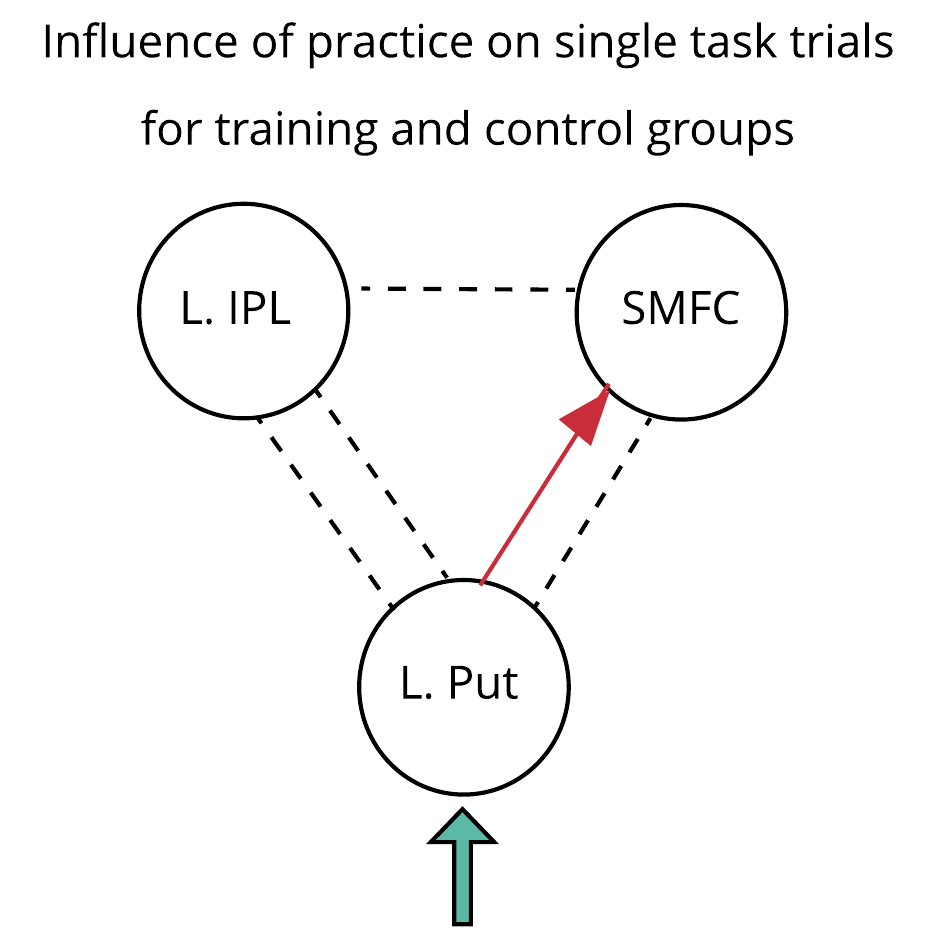 Influence of practice on single task trials
for training and control groups
L. IPL
SMFC
L. Put